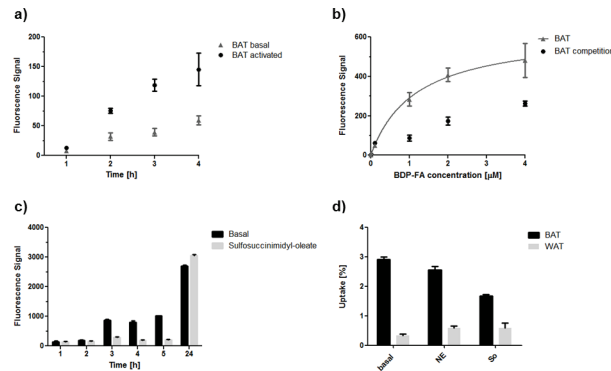 a)
BAT basal
BAT activated
Fluorescence Signal
150
100
50
0
1
2
3
4
Time [h]
b)
BAT
BAT competition
Fluorescence Signal
600
400
200
0
0
1
2
3
4
BDP-FA concentration [µM]
c)
Basal
Sulfosuccinimidyl-oleate
Fluorescence Signal
4000
3000
2000
1000
0
1
2
3
4
5
24
Time [h]
d)
BAT
WAT
Uptake [%]
4
3
2
1
0
basal
NE
So